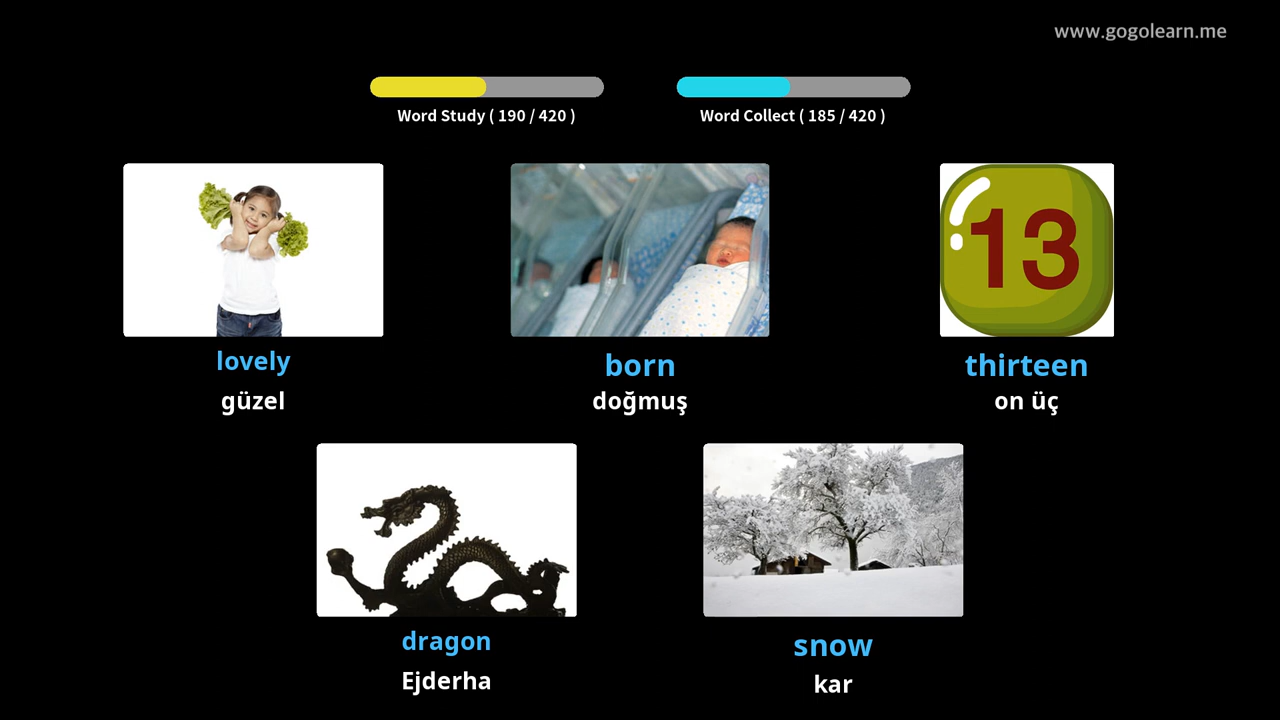 www.gogolearn.me
Word Study ( 190 / 420 )
Word Collect ( 185 / 420 )
13
lovely
güzel
born
doğmuş
thirteen
on üç
dragon
Ejderha
snow
kar